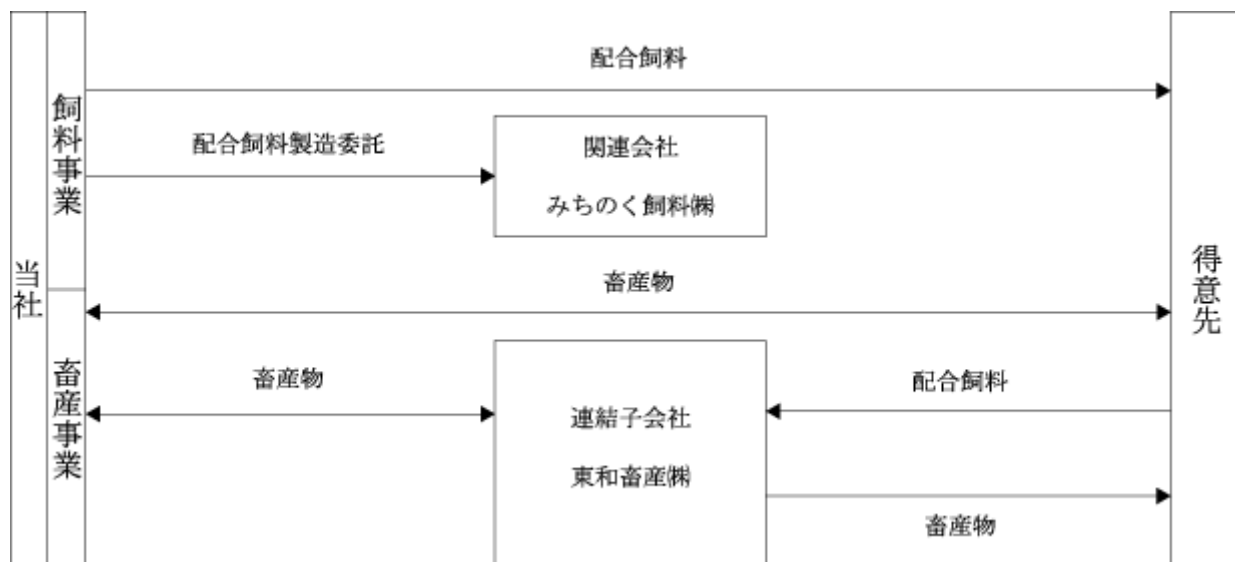 配合飼料
飼料事業
配合飼料製造委託
関連会社
みちのく飼料㈱
当社
畜産物
得意先
畜産事業
畜産物
連結子会社
東和畜産㈱
配合飼料
畜産物